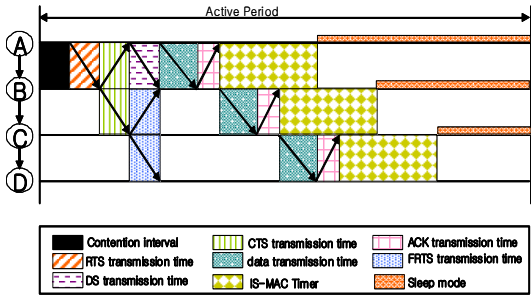 Active Period
A
B
C
D
Contention interval
CTS transmission time
ACK transmission time
RTS transmission time
data transmission time
FRTS transmission time
DS transmission time
IS-MAC Timer
Sleep mode